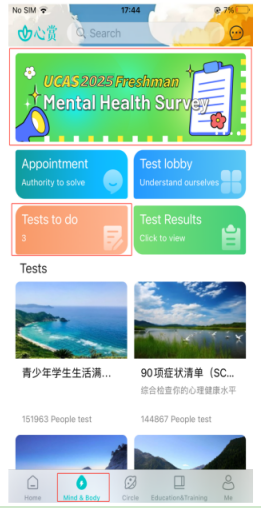 No SIM
17:44
7%
心赏
Search
UCAS 2025 Freshman
Mental Health Survey
Appointment
Authority to solve
Test lobby
Understand ourselves
Tests to do
3
Test Results
Click to view
Tests
青少年学生生活满...
90项症状清单（SC...
综合检查你的心理健康水平
151963 People test
144867 People test
Home
Mind & Body
Circle
Education&Training
Me